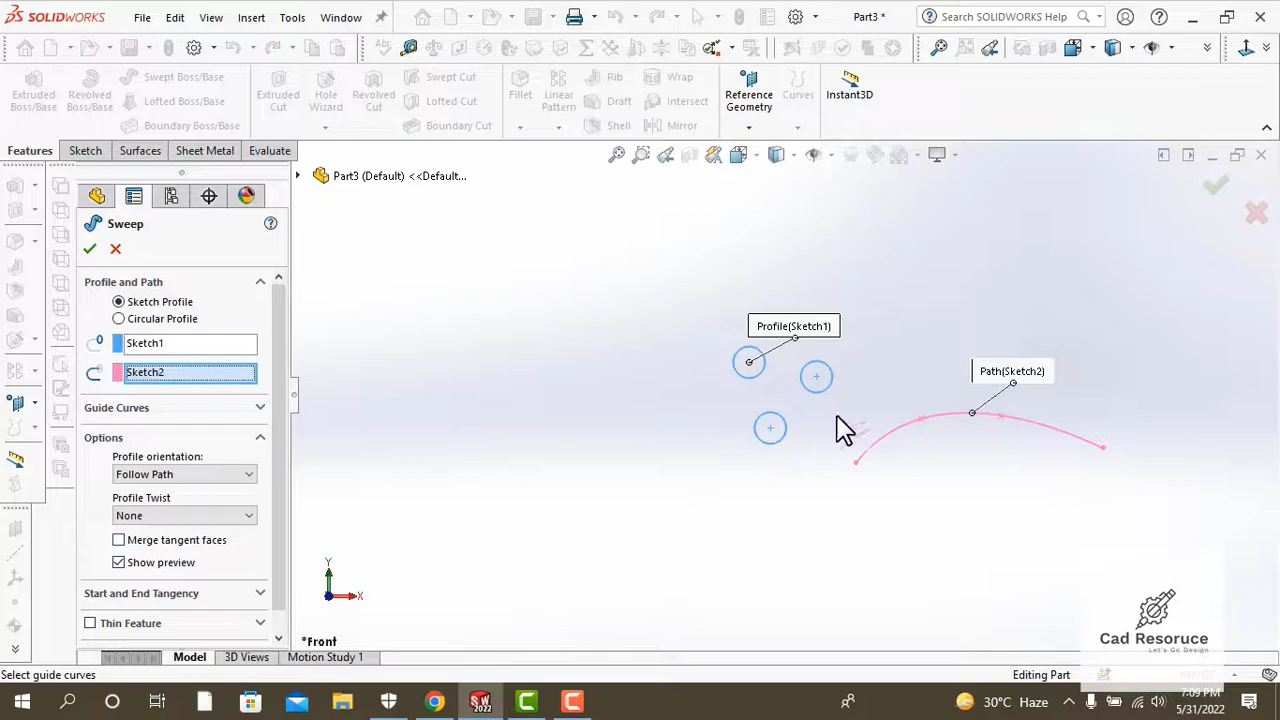 SOLIDWORKS File Edit View Insert Tools Window Part3 * Search SOLIDWORKS Help
Extruded Boss/Base
Revolved Boss/Base
Swept Boss/Base
Lofted Boss/Base
Boundary Boss/Base
Extruded Cut
Hole Wizard
Revolved Cut
Swept Cut
Lofted Cut
Boundary Cut
Fillet
Linear Pattern
Rib
Draft
Shell
Wrap
Intersect
Mirror
Reference Geometry
Curves
Instant3D
Features Sketch Surfaces Sheet Metal Evaluate
Part3 (Default) <<Default...
Sweep
Profile and Path
Sketch Profile
Circular Profile
Sketch1
Sketch2
Guide Curves
Options
Profile orientation:
Follow Path
Profile Twist
None
Merge tangent faces
Show preview
Start and End Tangency
Thin Feature
Profile(Sketch1)
Path(Sketch2)
Y
X
*Front
Cad Resoruce
Let's Go Design
Model 3D Views Motion Study 1
Select guide curves Editing Part
SW 2022
30°C Haze
7:09 PM
5/31/2022